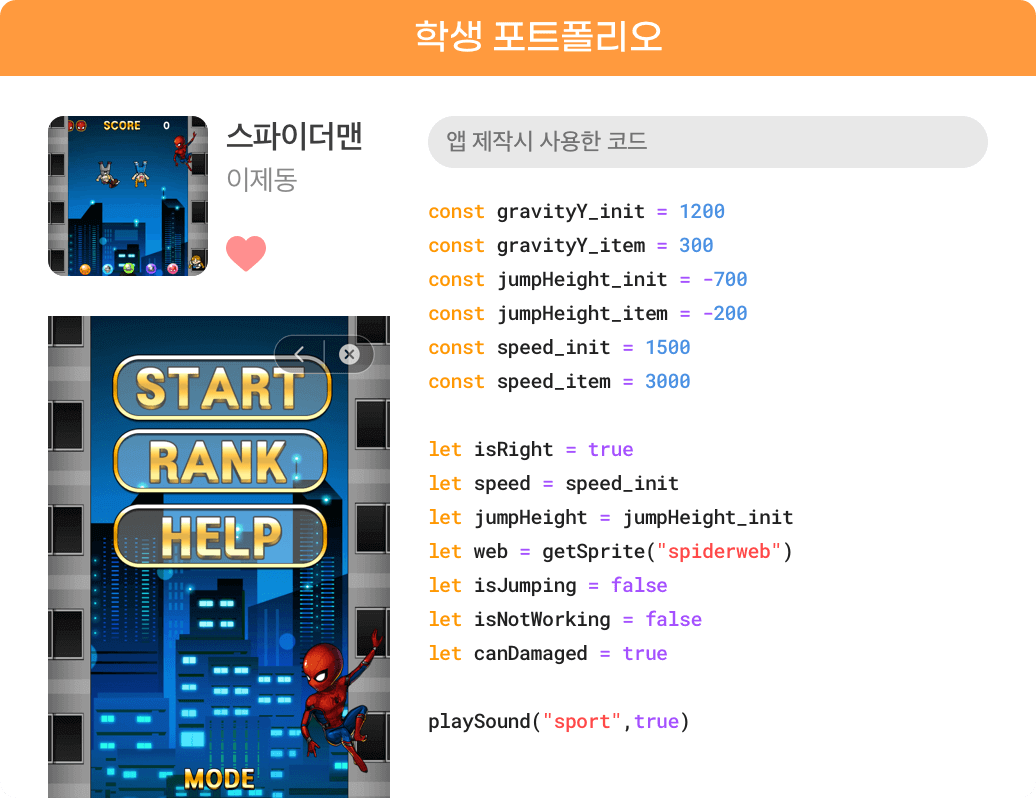 학생 포트폴리오
SCORE 0
스파이더맨
이제동
START
RANK
HELP
MODE
앱 제작시 사용한 코드
const gravityY_init = 1200
const gravityY_item = 300
const jumpHeight_init = -700
const jumpHeight_item = -200
const speed_init = 1500
const speed_item = 3000
let isRight = true
let speed = speed_init
let jumpHeight = jumpHeight_init
let web = getSprite("spiderweb")
let isJumping = false
let isNotWorking = false
let canDamaged = true
playSound("sport",true)